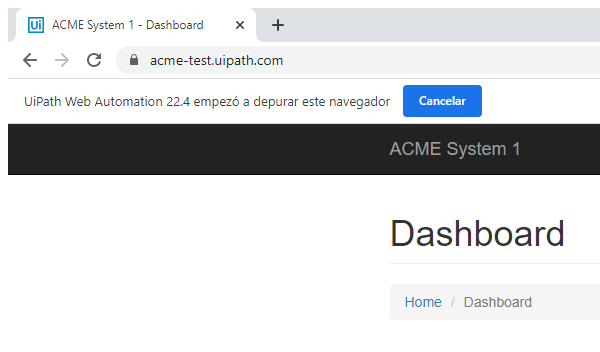 Ui ACME System 1 - Dashboard
acme-test.uipath.com
UiPath Web Automation 22.4 empezó a depurar este navegador Cancelar
ACME System 1
Dashboard
Home / Dashboard